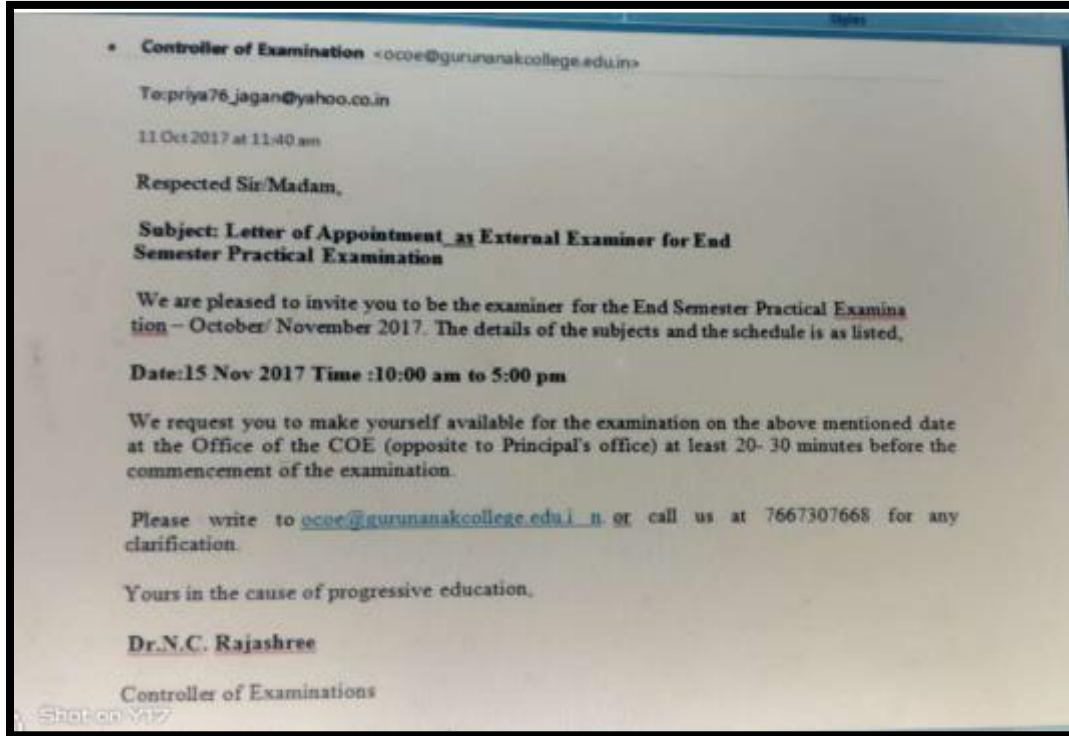 Styles
• Controller of Examination <ocoe@gurunanakcollege.edu.in>
To:priya76_jagan@yahoo.co.in
11 Oct 2017 at 11:40 am
Respected Sir/Madam,
Subject: Letter of Appointment as External Examiner for End
Semester Practical Examination
We are pleased to invite you to be the examiner for the End Semester Practical Examina
tion – October/ November 2017. The details of the subjects and the schedule is as listed,
Date:15 Nov 2017 Time :10:00 am to 5:00 pm
We request you to make yourself available for the examination on the above mentioned date
at the Office of the COE (opposite to Principal's office) at least 20- 30 minutes before the
commencement of the examination.
Please write to ocoe@gurunanakcollege.edu.i n or call us at 7667307668 for any
clarification.
Yours in the cause of progressive education,
Dr.N.C. Rajashree
Controller of Examinations
Shot on Y17